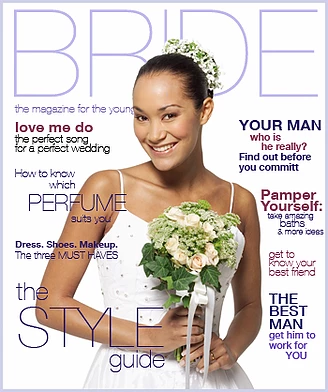 BRIDE
the magazine for the young
love me do
the perfect song
for a perfect wedding
How to know
which
PERFUME
suits you
Dress. Shoes. Makeup.
The three MUST HAVES
the
STYLE
guide
YOUR MAN
who is
he really?
Find out before
you committ
Pamper
Yourself:
take amazing
baths
& more ideas
get to
know your
best friend
THE
BEST
MAN
get him to
work for
YOU